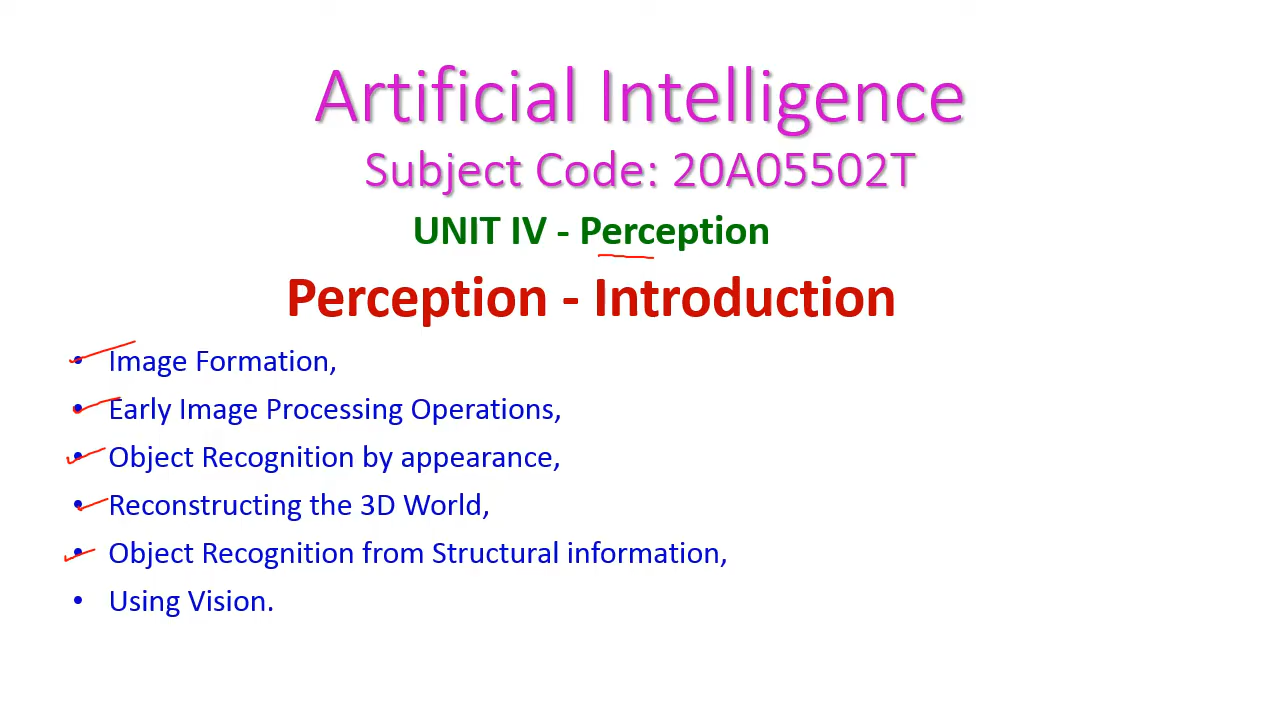 Artificial Intelligence
Subject Code: 20A05502T
UNIT IV - Perception
Perception - Introduction
• Image Formation,
• Early Image Processing Operations,
• Object Recognition by appearance,
• Reconstructing the 3D World,
• Object Recognition from Structural information,
• Using Vision.